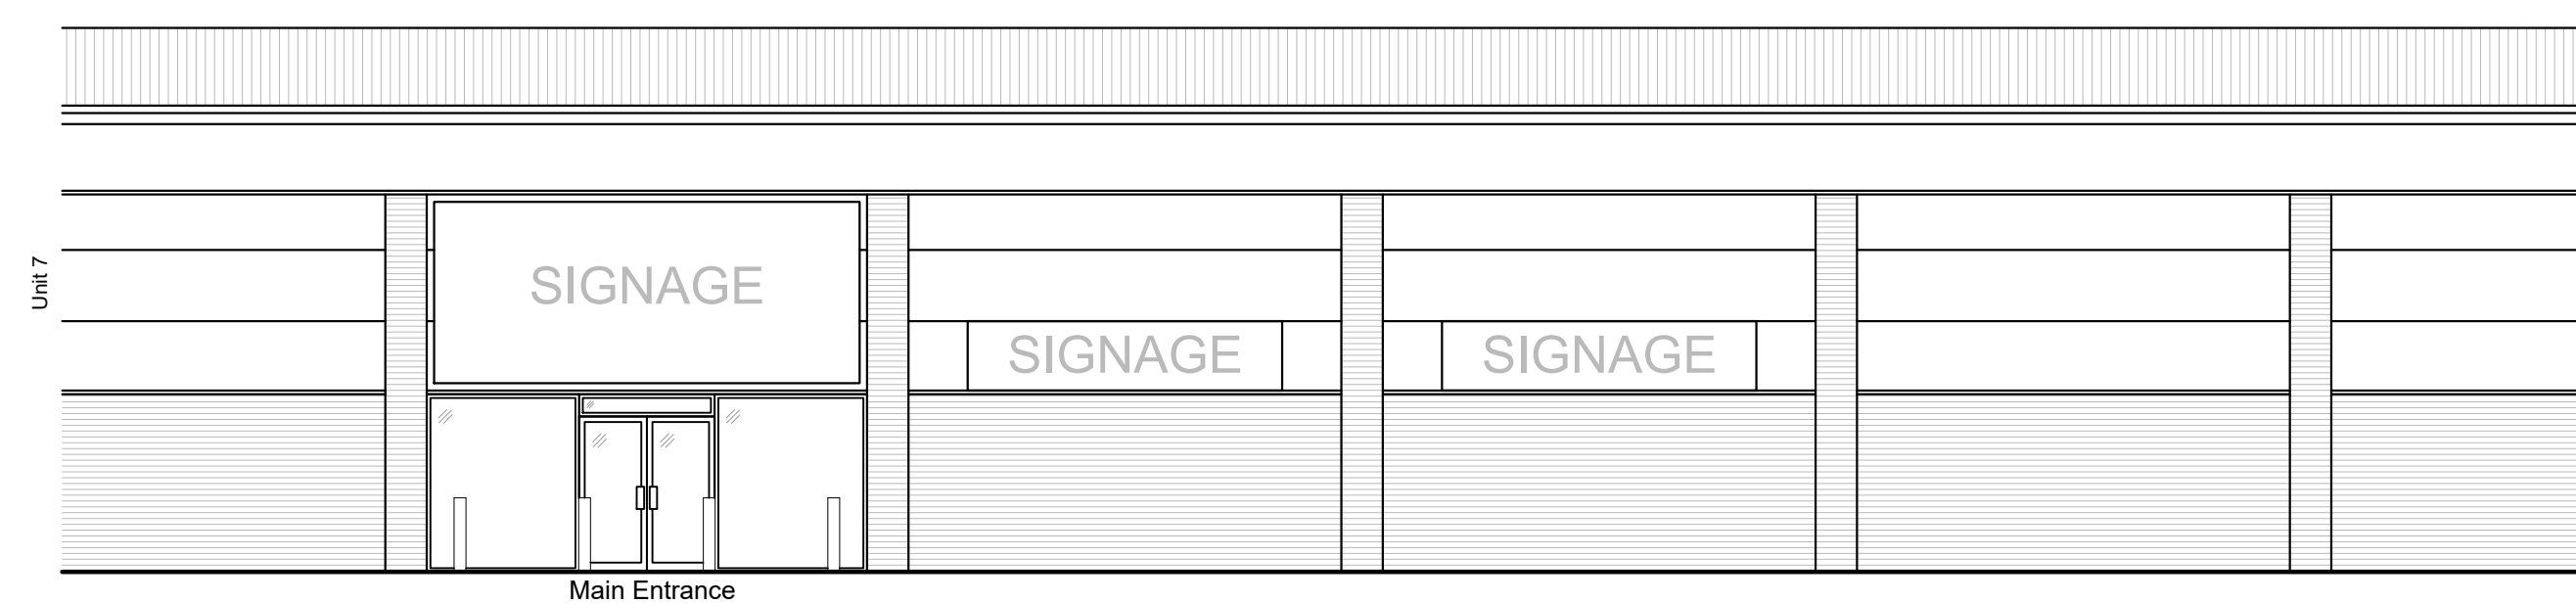 Unit 7
SIGNAGE
SIGNAGE
SIGNAGE
Main Entrance